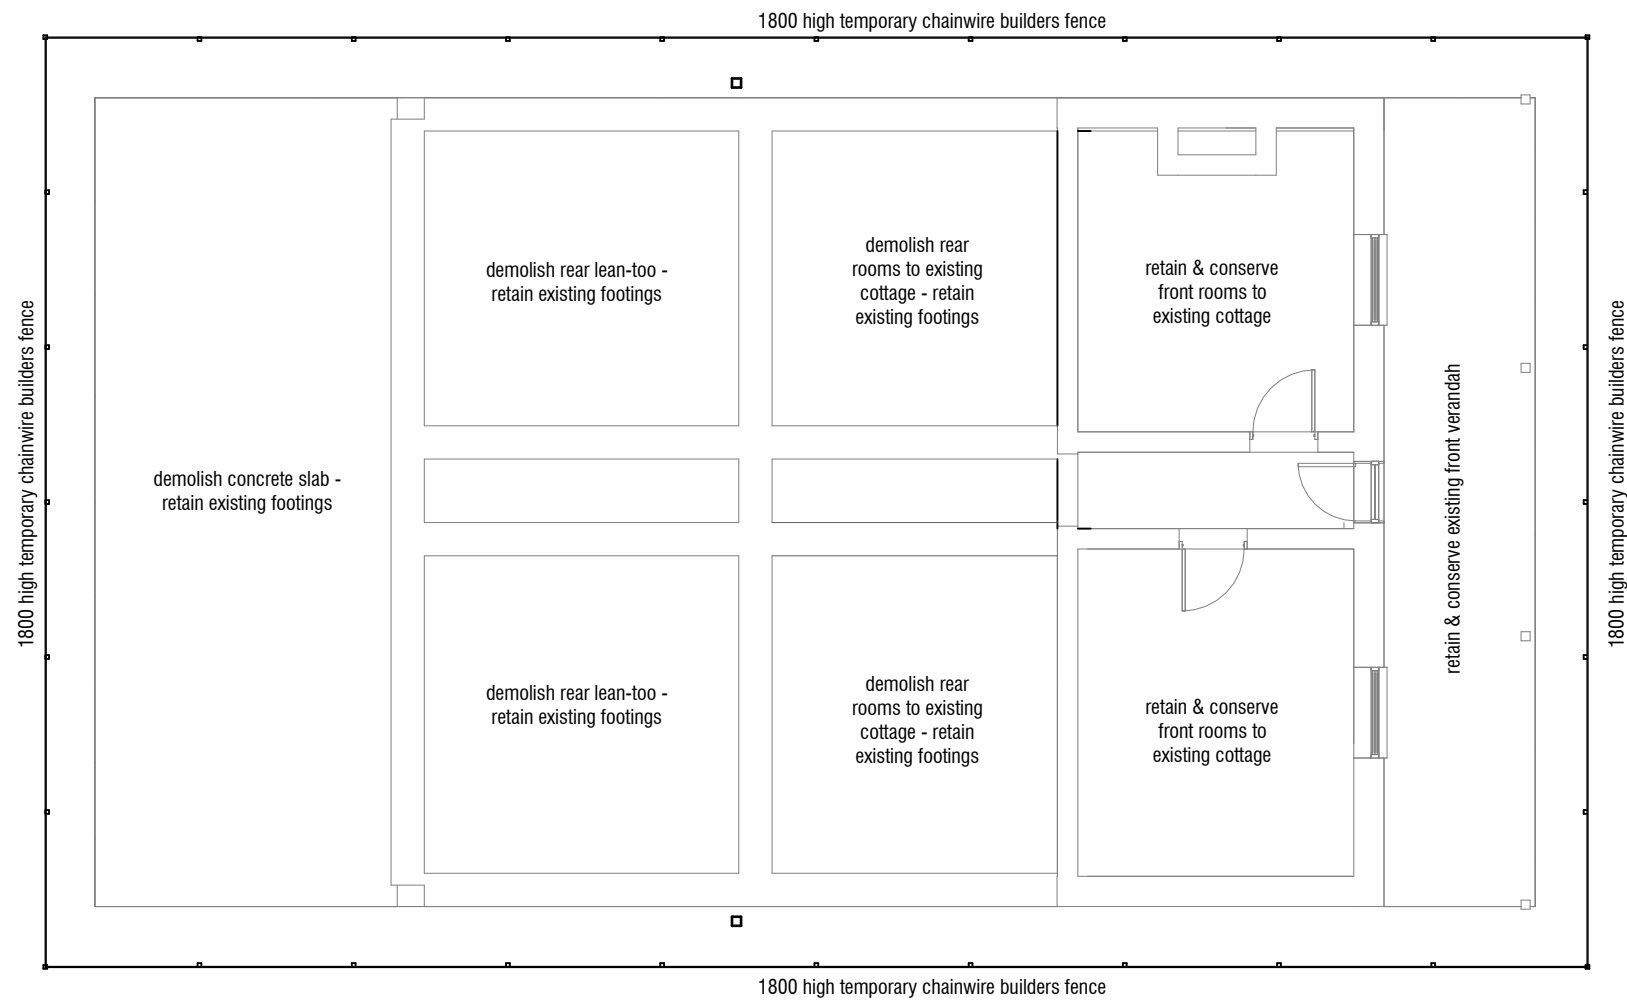 1800 high temporary chainwire builders fence
demolish rear lean-too -
retain existing footings
demolish rear
rooms to existing
cottage - retain
existing footings
retain & conserve
front rooms to
existing cottage
1800 high temporary chainwire builders fence
demolish concrete slab -
retain existing footings
retain & conserve existing front verandah
1800 high temporary chainwire builders fence
demolish rear lean-too -
retain existing footings
demolish rear
rooms to existing
cottage - retain
existing footings
retain & conserve
front rooms to
existing cottage
1800 high temporary chainwire builders fence